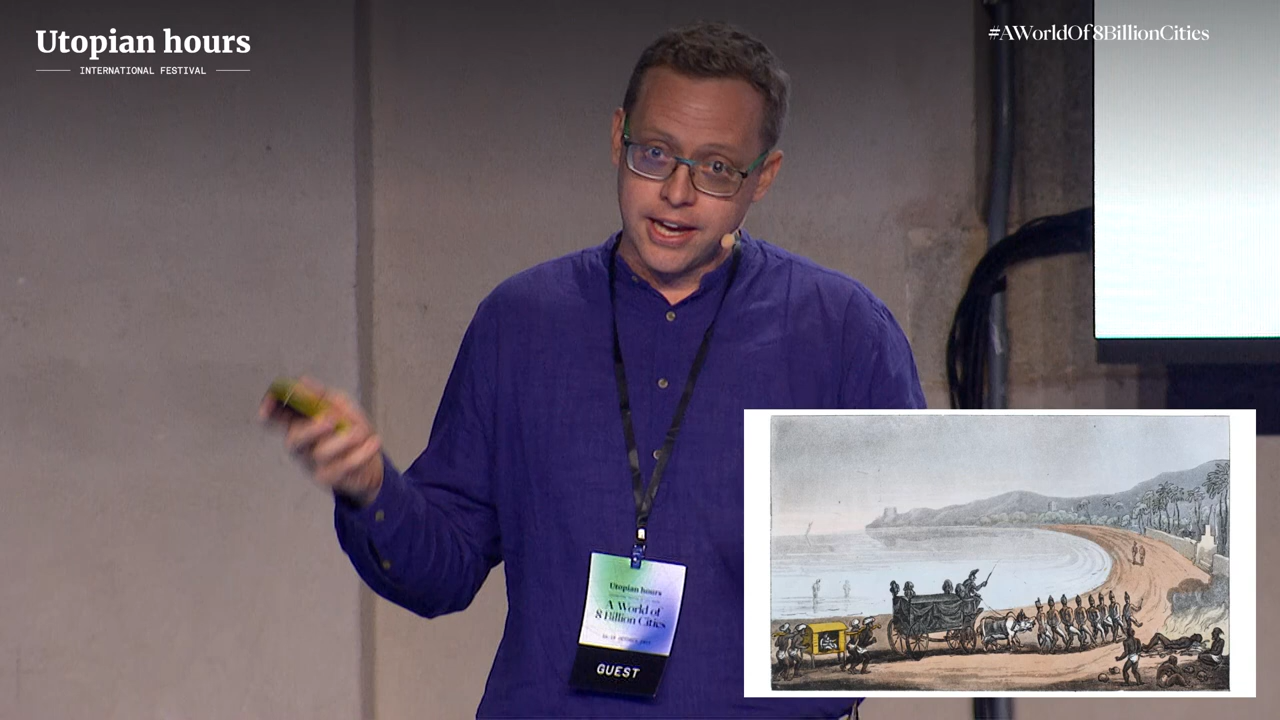 Utopian hours
INTERNATIONAL FESTIVAL
#AWorldOf8BillionCities
Utopian hours
A World of
8 Billion Cities
GUEST